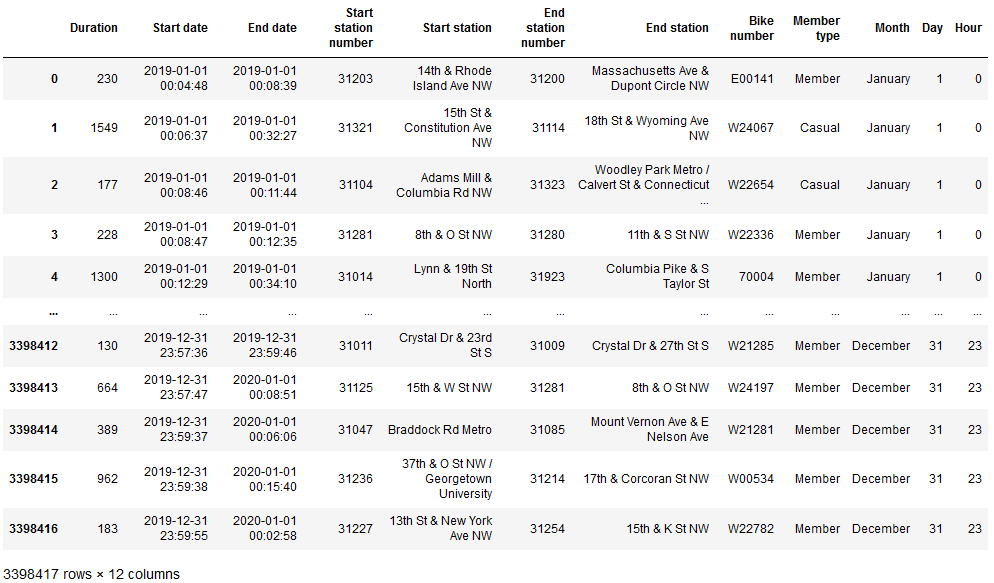 Duration Start date End date Start station number Start station End station number End station Bike number Member type Month Day Hour
0 230 2019-01-01 00:04:48 2019-01-01 00:08:39 31203 14th & Rhode Island Ave NW 31200 Massachusetts Ave & Dupont Circle NW E00141 Member January 1 0
1 1549 2019-01-01 00:06:37 2019-01-01 00:32:27 31321 15th St & Constitution Ave NW 31114 18th St & Wyoming Ave NW W24067 Casual January 1 0
2 177 2019-01-01 00:08:46 2019-01-01 00:11:44 31104 Adams Mill & Columbia Rd NW 31323 Woodley Park Metro / Calvert St & Connecticut ... W22654 Casual January 1 0
3 228 2019-01-01 00:08:47 2019-01-01 00:12:35 31281 8th & O St NW 31280 11th & S St NW W22336 Member January 1 0
4 1300 2019-01-01 00:12:29 2019-01-01 00:34:10 31014 Lynn & 19th St North 31923 Columbia Pike & S Taylor St 70004 Member January 1 0
... ... ... ... ... ... ... ... ... ... ... ... ...
3398412 130 2019-12-31 23:57:36 2019-12-31 23:59:46 31011 Crystal Dr & 23rd St S 31009 Crystal Dr & 27th St S W21285 Member December 31 23
3398413 664 2019-12-31 23:57:47 2020-01-01 00:08:51 31125 15th & W St NW 31281 8th & O St NW W24197 Member December 31 23
3398414 389 2019-12-31 23:59:37 2020-01-01 00:06:06 31047 Braddock Rd Metro 31085 Mount Vernon Ave & E Nelson Ave W21281 Member December 31 23
3398415 962 2019-12-31 23:59:38 2020-01-01 00:15:40 31236 37th & O St NW / Georgetown University 31214 17th & Corcoran St NW W00534 Member December 31 23
3398416 183 2019-12-31 23:59:55 2020-01-01 00:02:58 31227 13th St & New York Ave NW 31254 15th & K St NW W22782 Member December 31 23
3398417 rows × 12 columns